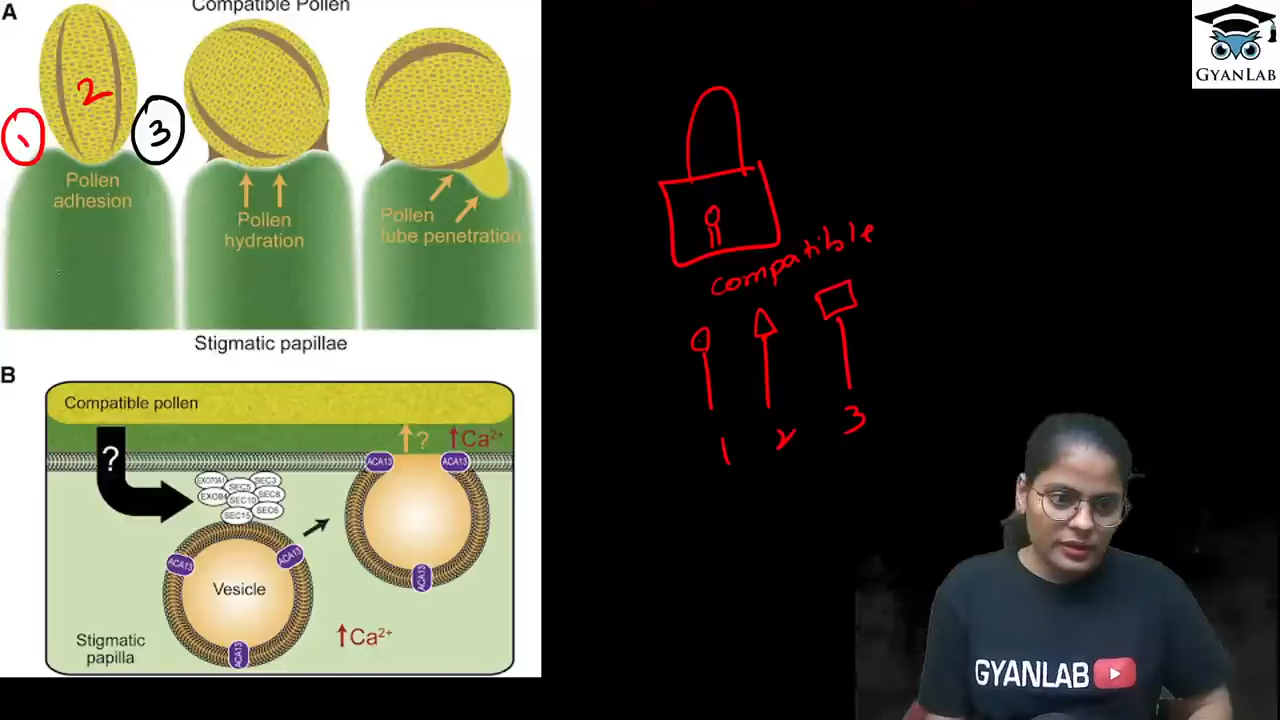 A
Compatible Pollen
1
2
3
Pollen
adhesion
Pollen
hydration
Pollen
tube penetration
Stigmatic papillae
B
Compatible pollen
?
? ↑Ca²⁺
ACA13
ACA13
EXO70A1
SEC3
EXO84
SEC5
SEC8
SEC10
SEC15
SEC6
ACA13
ACA13
ACA13
ACA13
Vesicle
↑Ca²⁺
Stigmatic
papilla
compatible
1 2 3
GYANLAB
GYANLAB